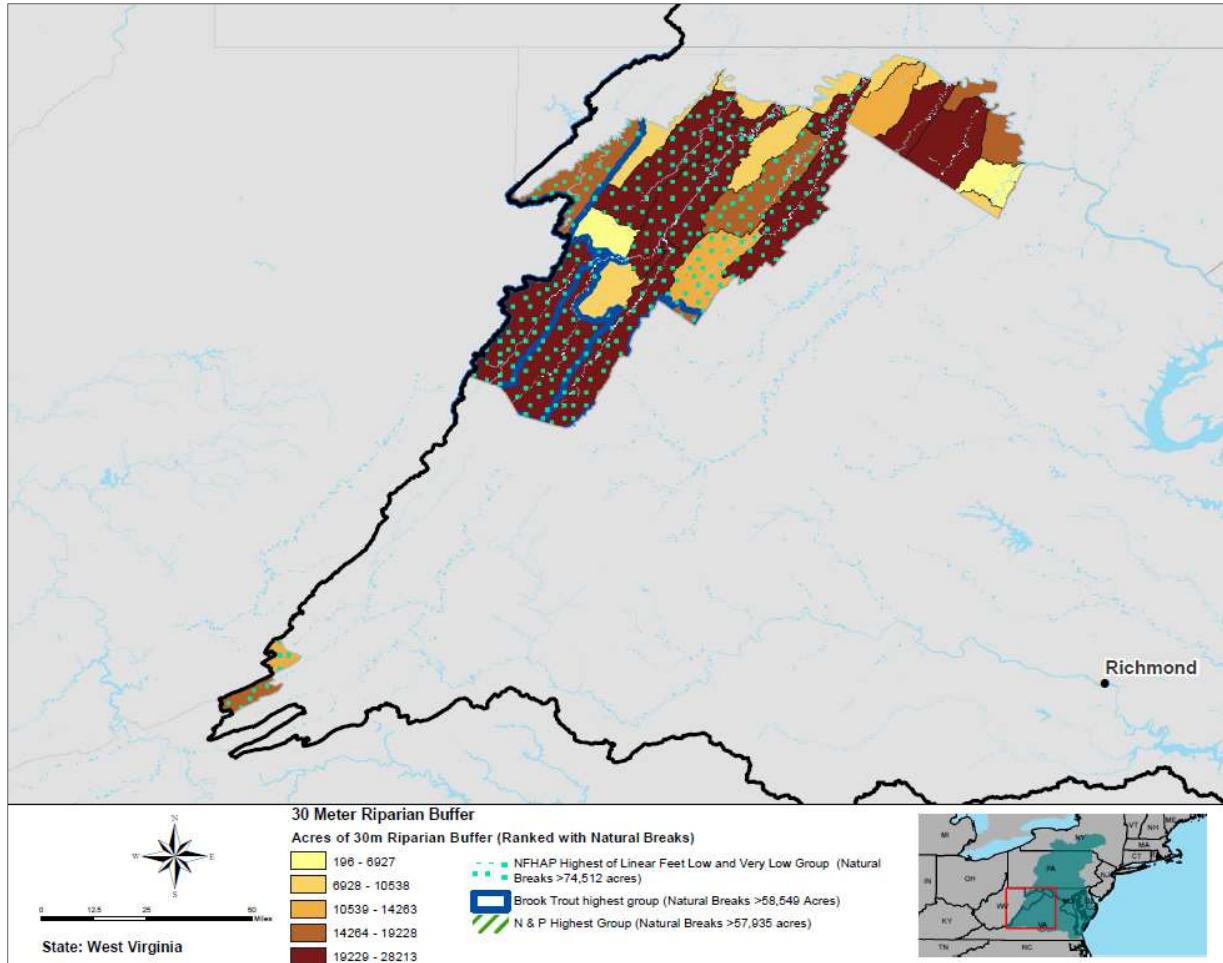 Richmond
N
W
E
S
0 12.5 25 50
Miles
State: West Virginia
30 Meter Riparian Buffer
Acres of 30m Riparian Buffer (Ranked with Natural Breaks)
196 - 6927
6928 - 10538
10539 - 14263
14264 - 19228
19229 - 28213
NFHAP Highest of Linear Feet Low and Very Low Group (Natural
Breaks >74,512 acres)
Brook Trout highest group (Natural Breaks >58,549 Acres)
N & P Highest Group (Natural Breaks >57,935 acres)
MI
VT
NH
ME
NY
MA
CT
PA
NJ
IN
OH
WV
KY
VA
TN
NC